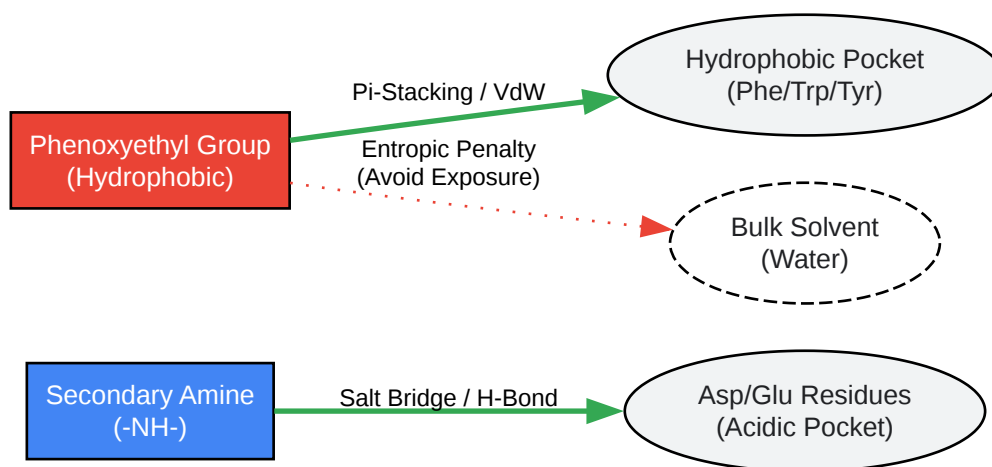 Hydrophobic Pocket
(Phe/Trp/Tyr)
Pi-Stacking / VdW
Phenoxyethyl Group
(Hydrophobic)
Entropic Penalty
(Avoid Exposure)
Bulk Solvent
(Water)
Secondary Amine
(-NH-)
Salt Bridge / H-Bond
Asp/Glu Residues
(Acidic Pocket)